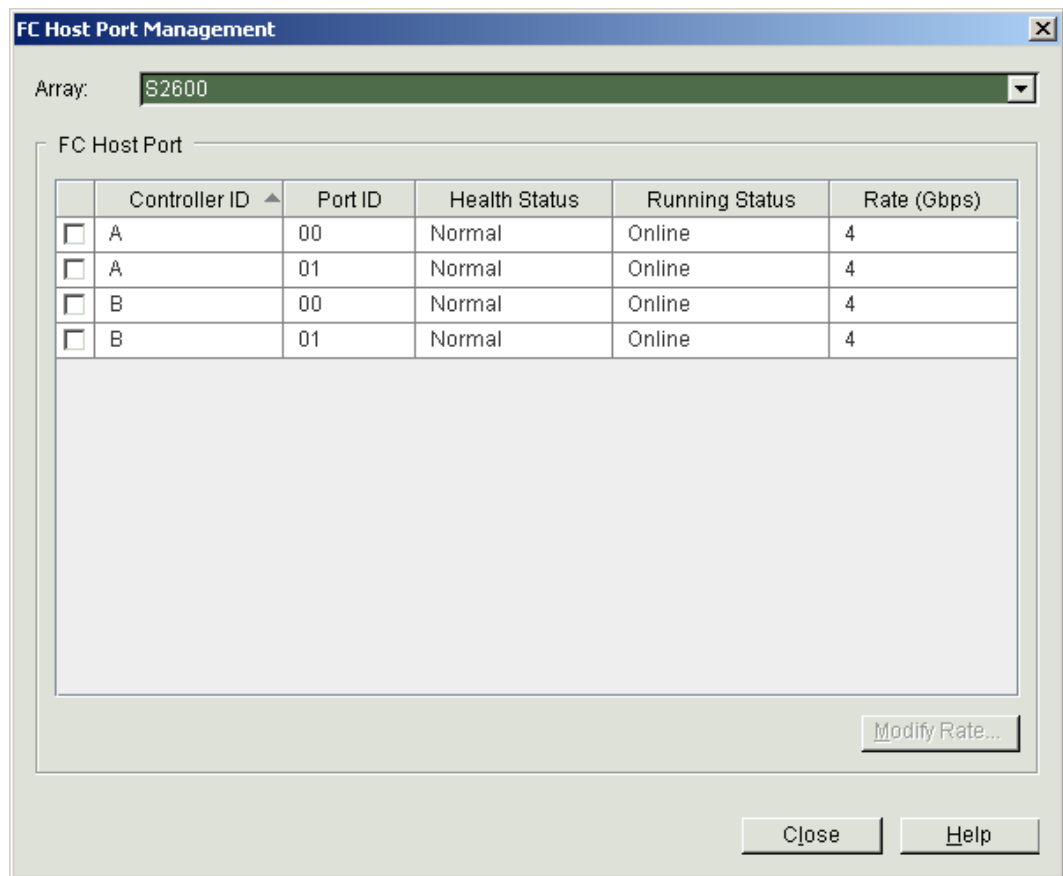 FC Host Port Management
Array: S2600
FC Host Port
Controller ID Port ID Health Status Running Status Rate (Gbps)
A 00 Normal Online 4
A 01 Normal Online 4
B 00 Normal Online 4
B 01 Normal Online 4
Modify Rate...
Close Help